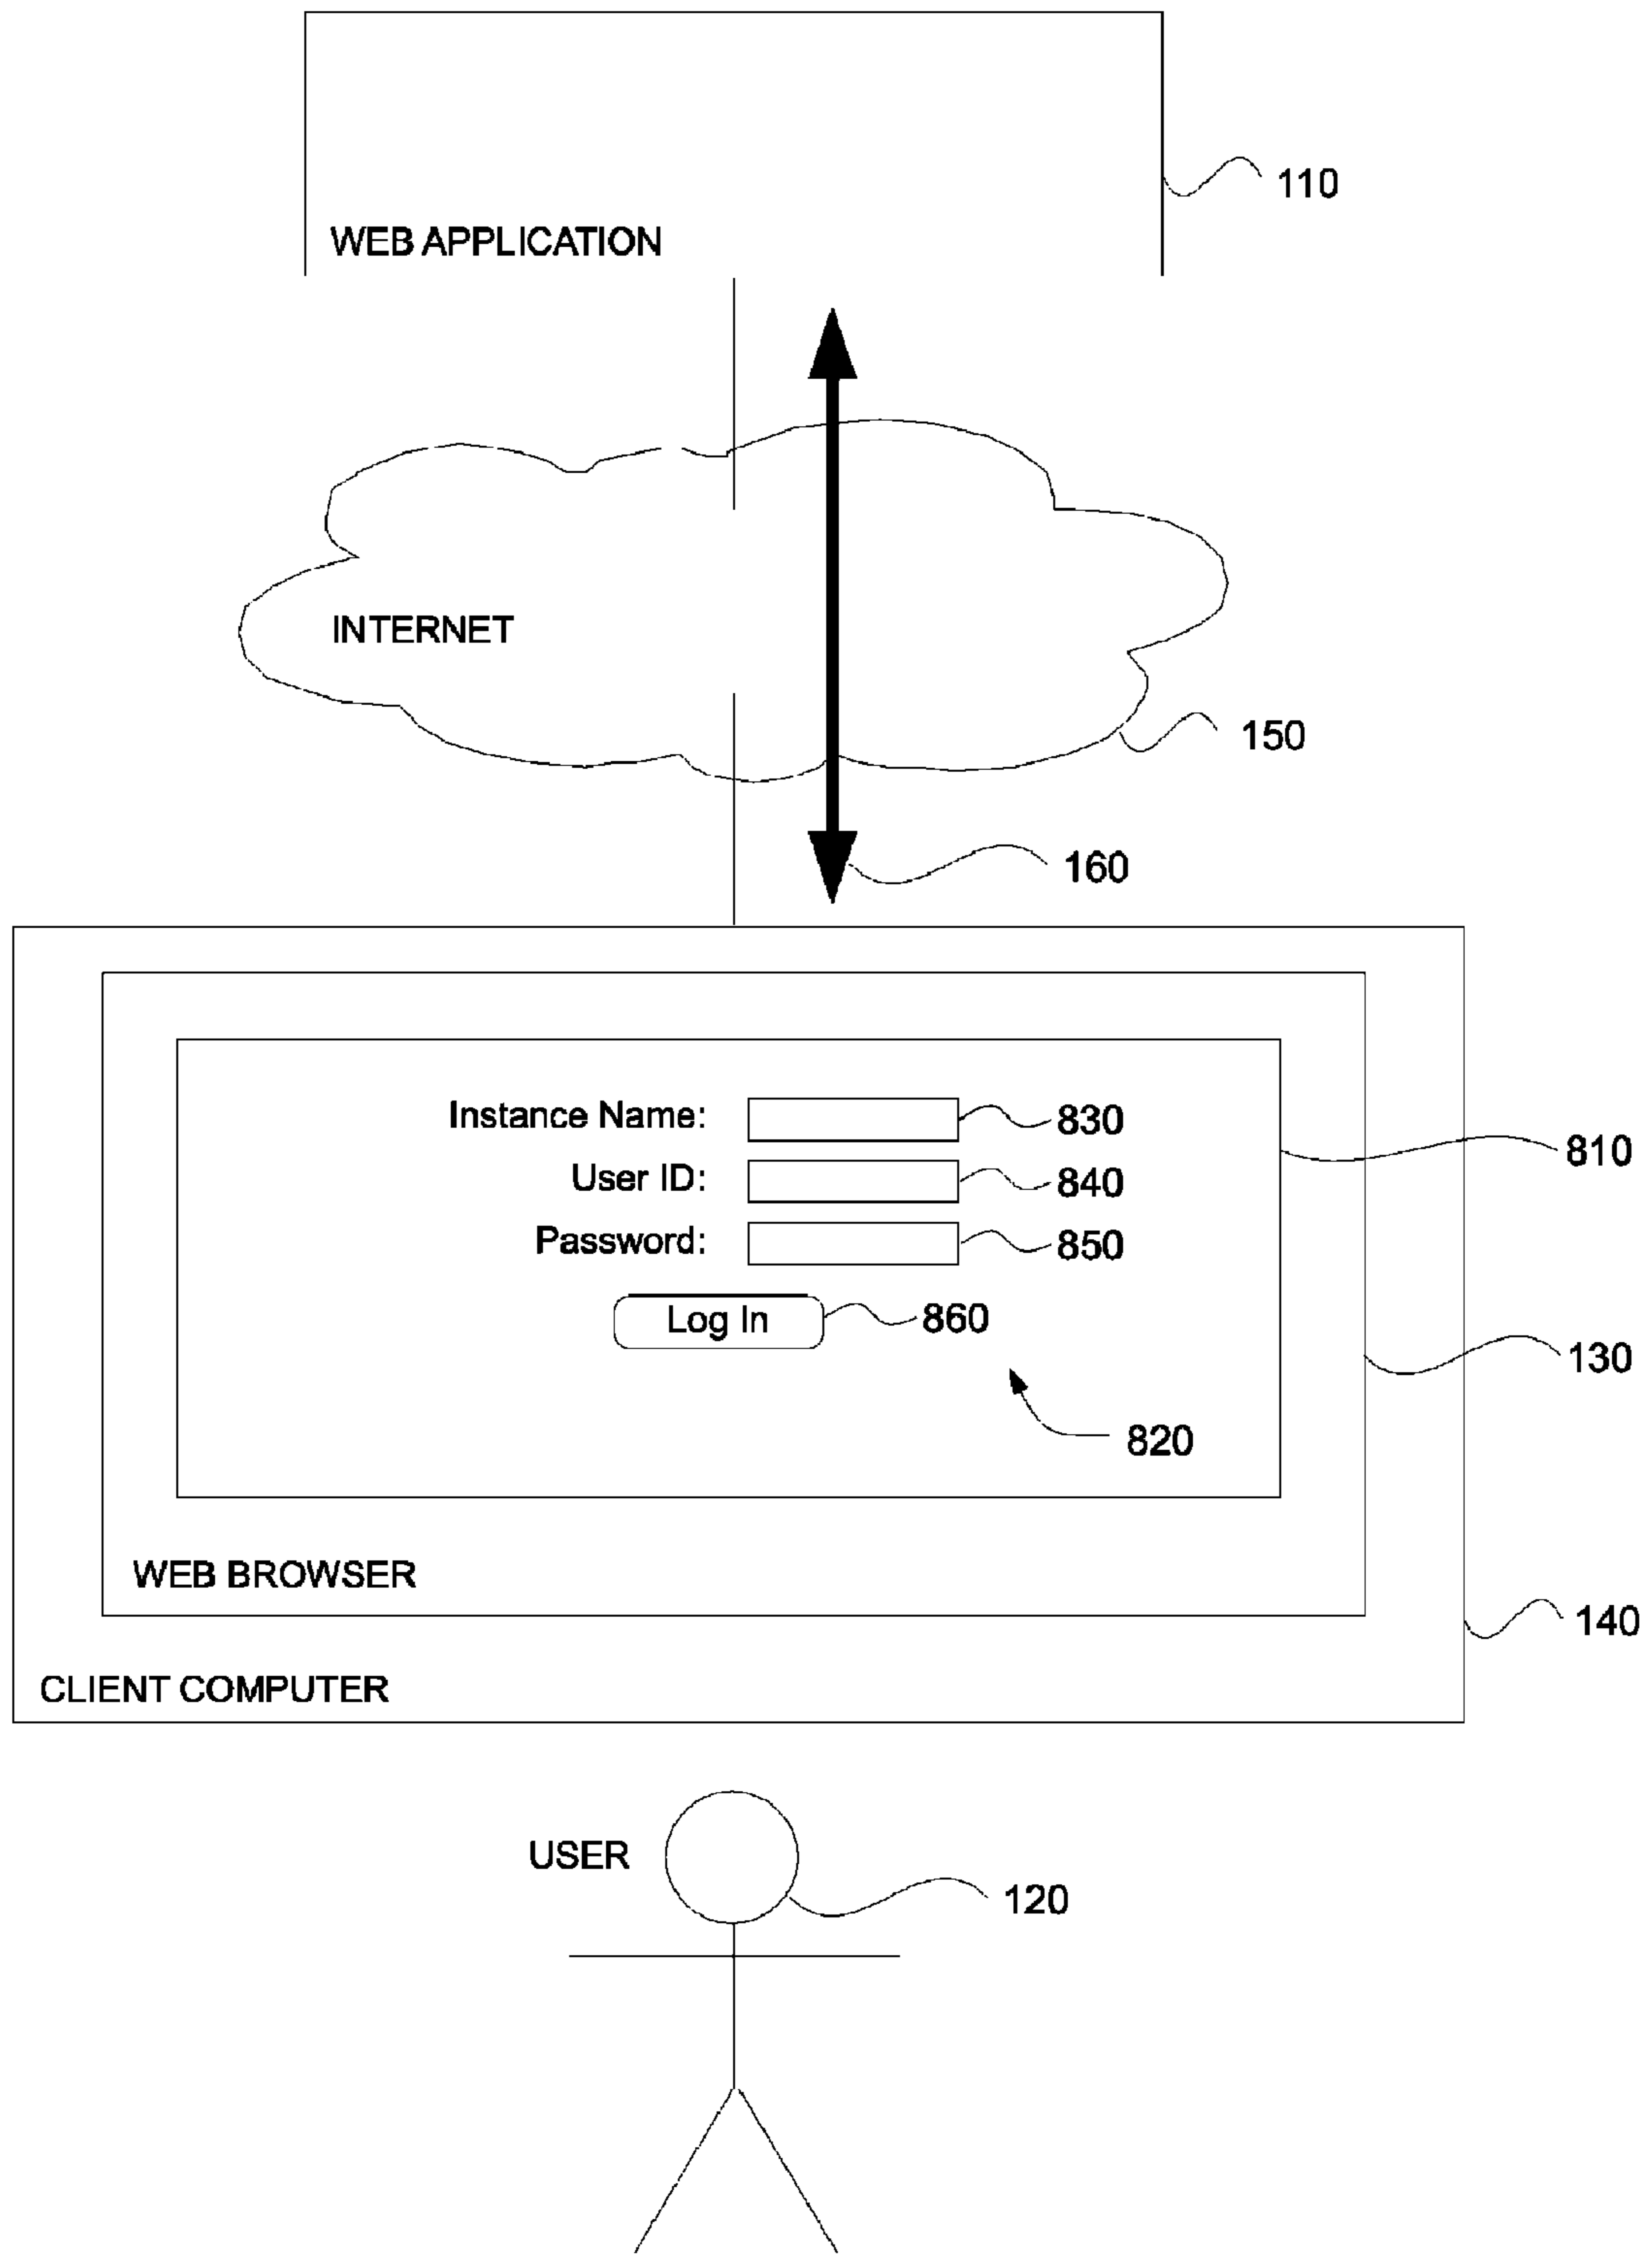 110
WEB APPLICATION
INTERNET
150
160
Instance Name: 830
810
User ID: 840
Password: 850
Log In 860
130
820
WEB BROWSER
140
CLIENT COMPUTER
USER
120